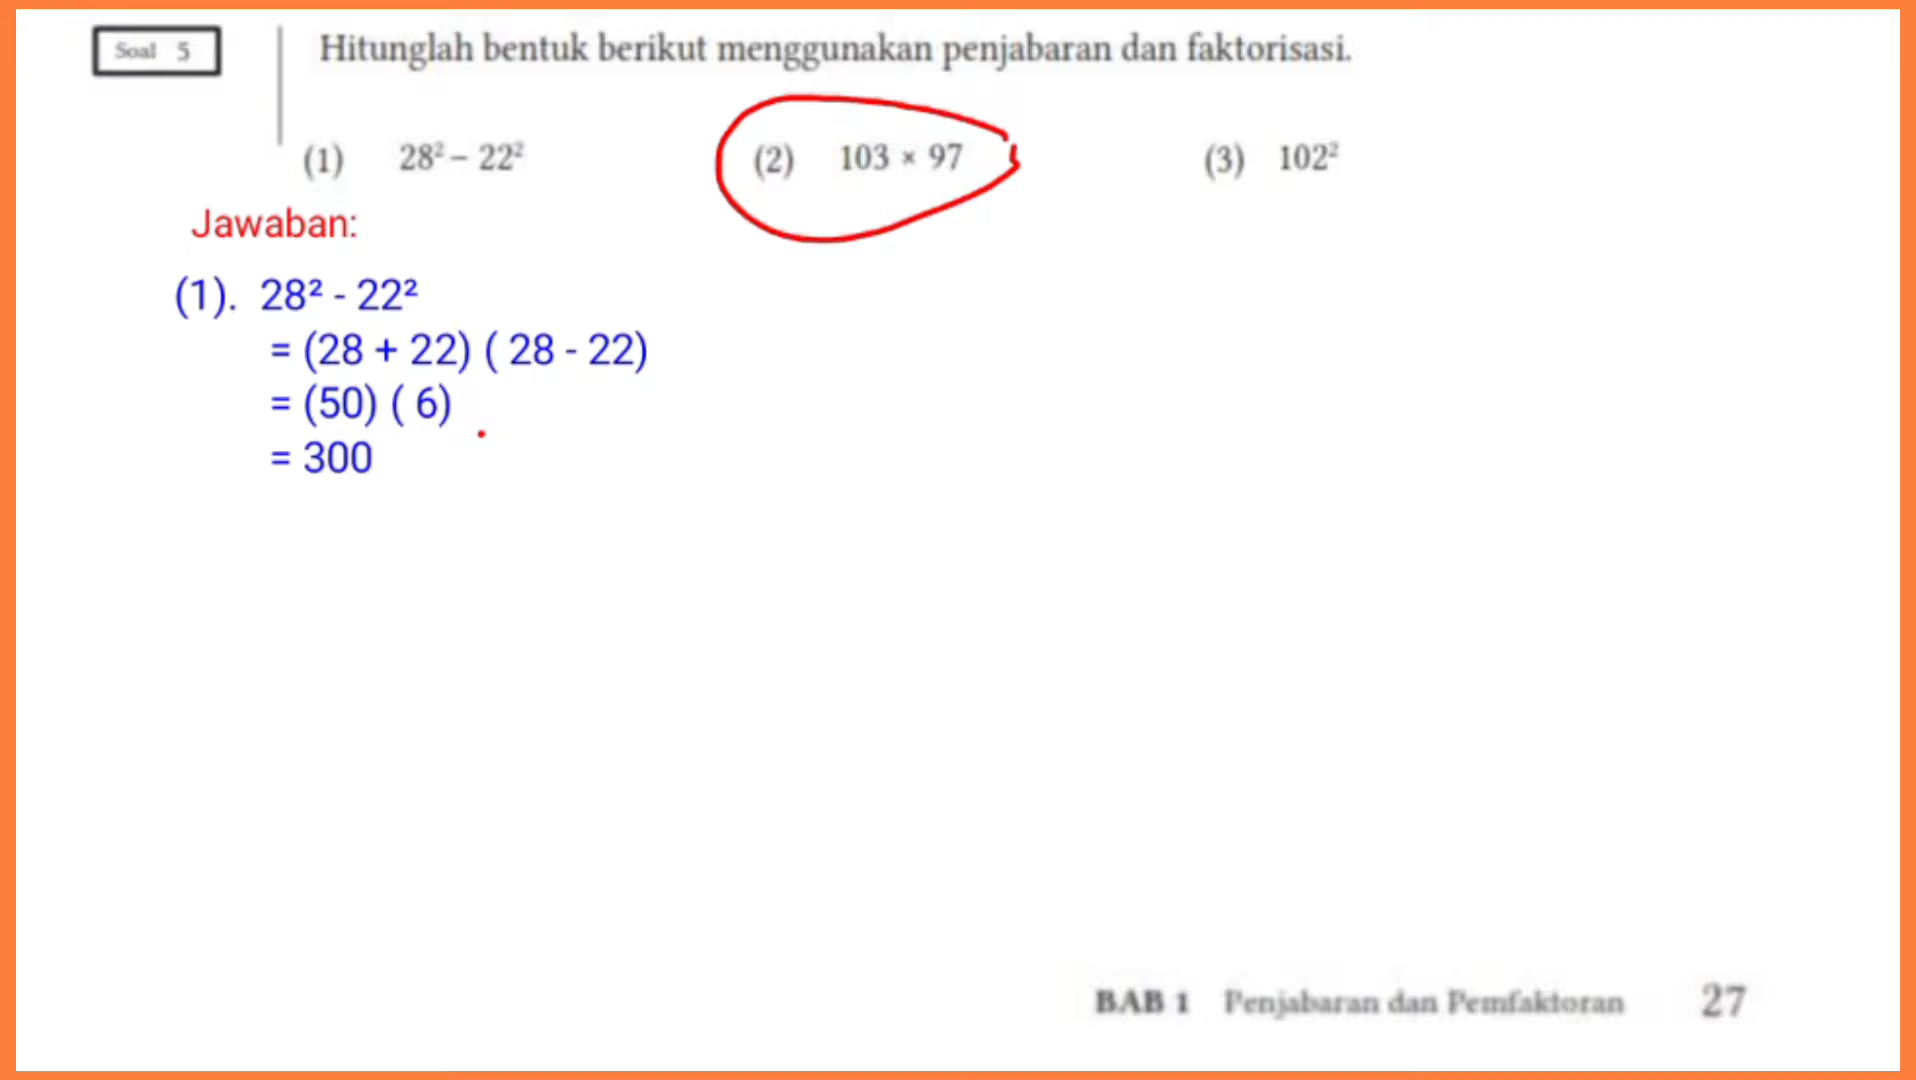 Soal 5
Hitunglah bentuk berikut menggunakan penjabaran dan faktorisasi.
(1) 28² – 22² (2) 103 × 97 (3) 102²
Jawaban:
(1). 28² - 22²
= (28 + 22) ( 28 - 22)
= (50) ( 6)
= 300
BAB 1 Penjabaran dan Pemfaktoran 27